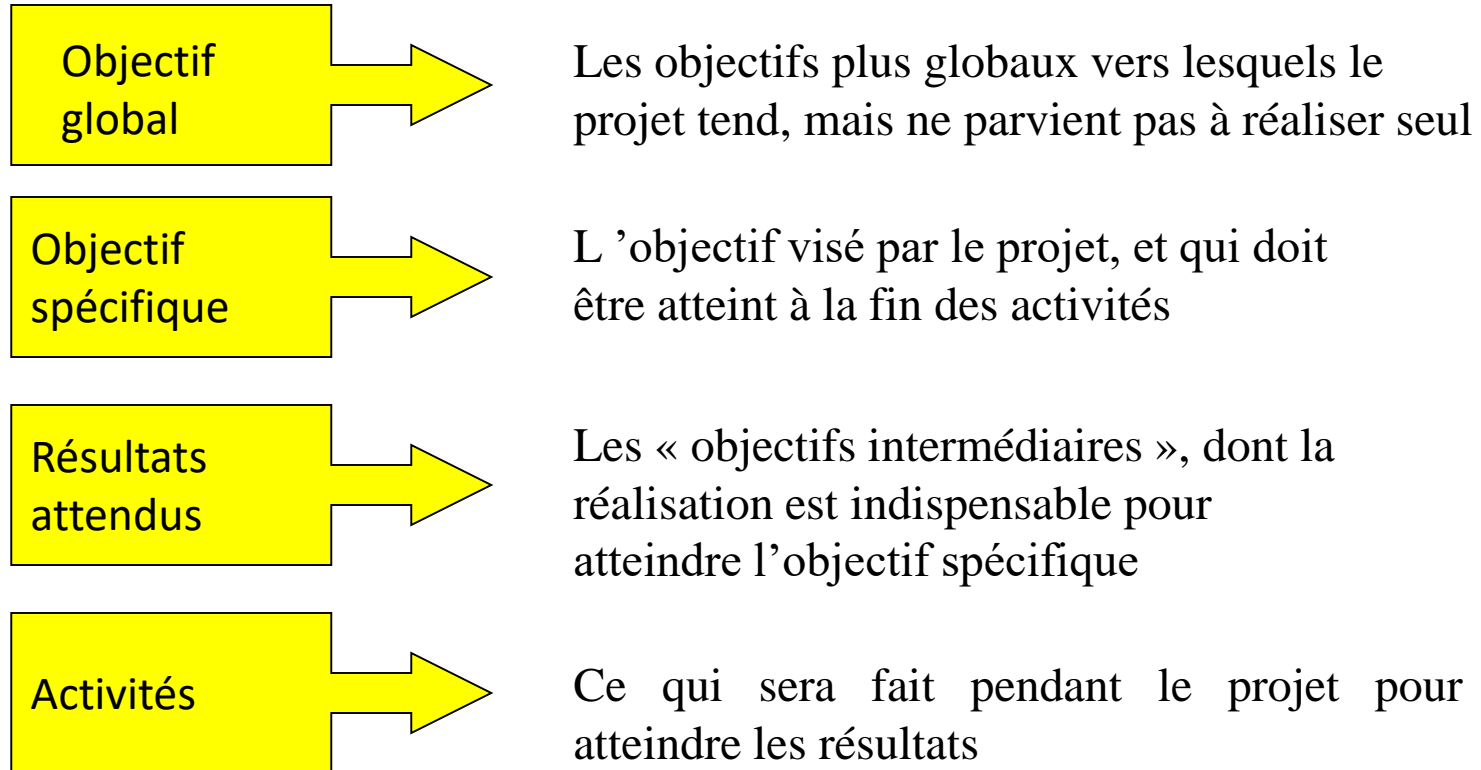 Objectif
global
Les objectifs plus globaux vers lesquels le
projet tend, mais ne parvient pas à réaliser seul
Objectif
spécifique
L ’objectif visé par le projet, et qui doit
être atteint à la fin des activités
Résultats
attendus
Les « objectifs intermédiaires », dont la
réalisation est indispensable pour
atteindre l’objectif spécifique
Activités
Ce qui sera fait pendant le projet pour
atteindre les résultats